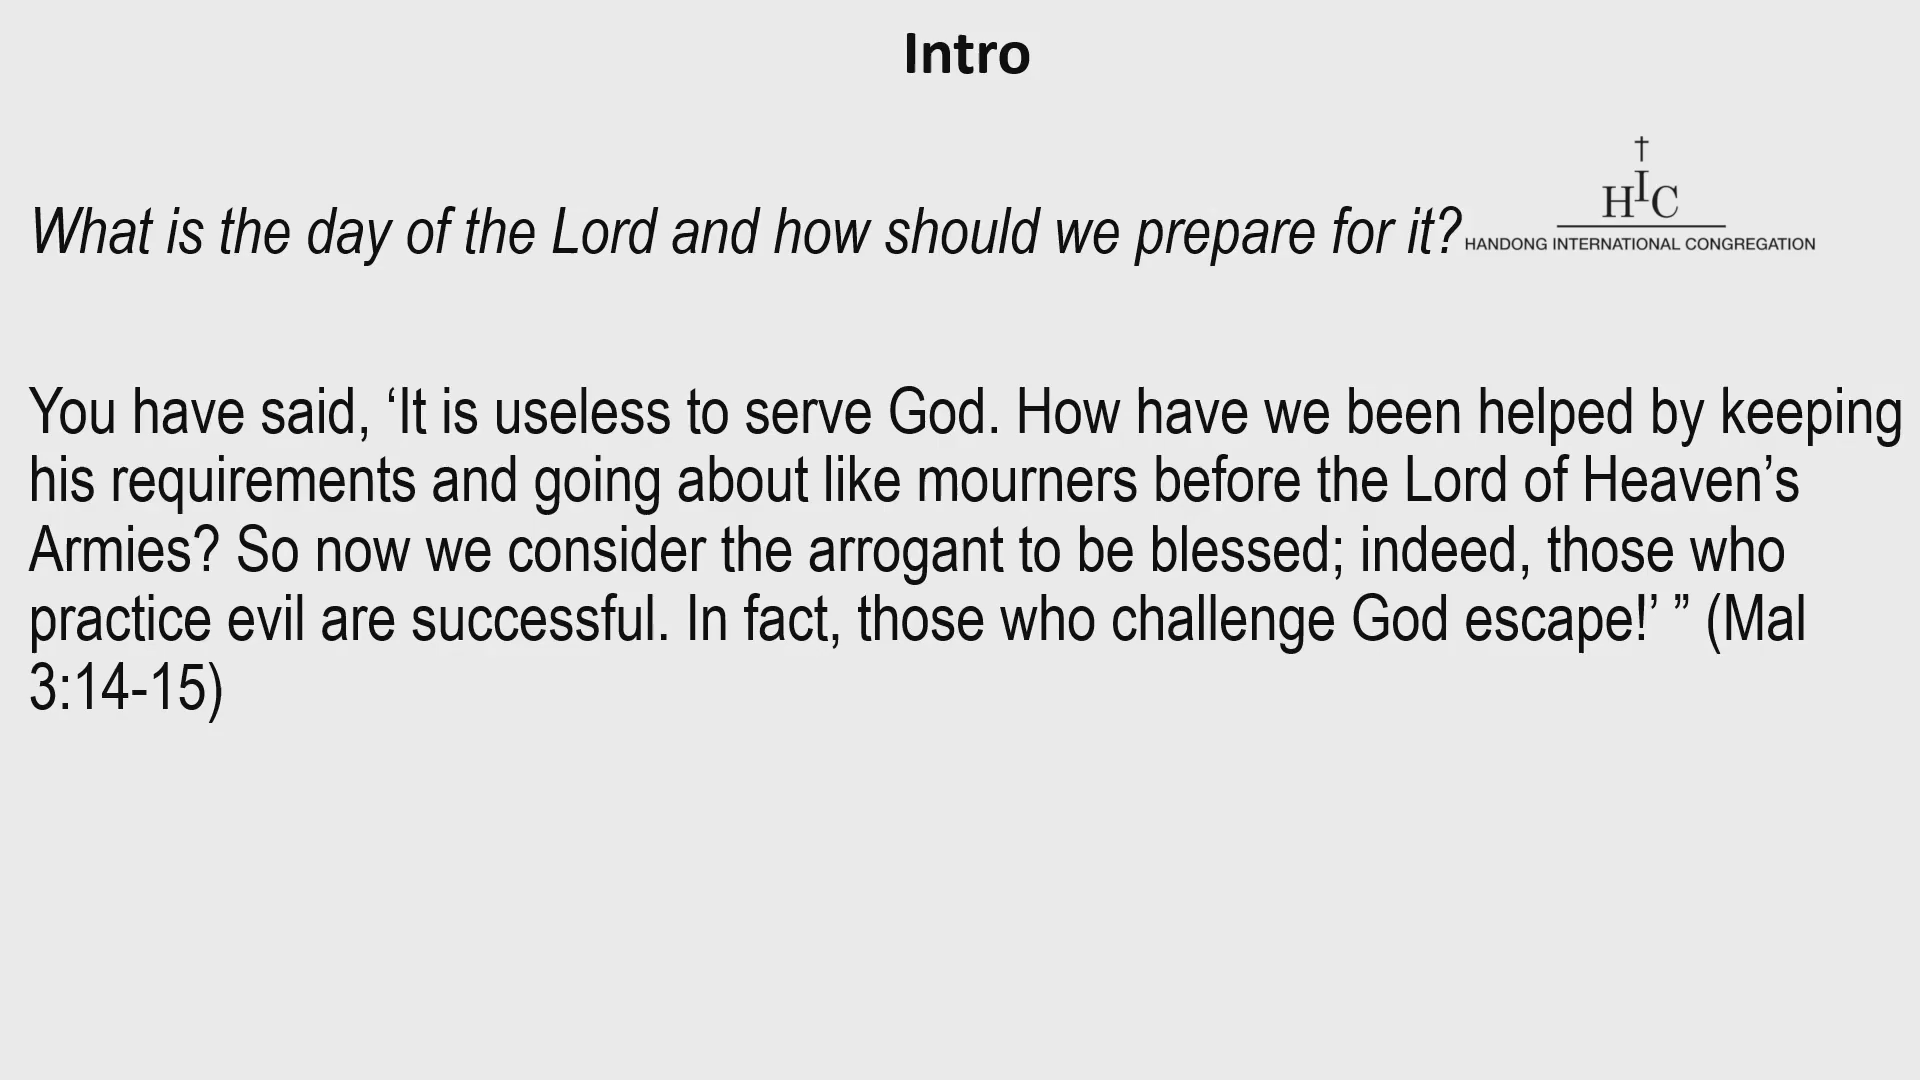 Intro
†
HIC
What is the day of the Lord and how should we prepare for it?
HANDONG INTERNATIONAL CONGREGATION
You have said, ‘It is useless to serve God. How have we been helped by keeping
his requirements and going about like mourners before the Lord of Heaven’s
Armies? So now we consider the arrogant to be blessed; indeed, those who
practice evil are successful. In fact, those who challenge God escape!’ ” (Mal
3:14-15)